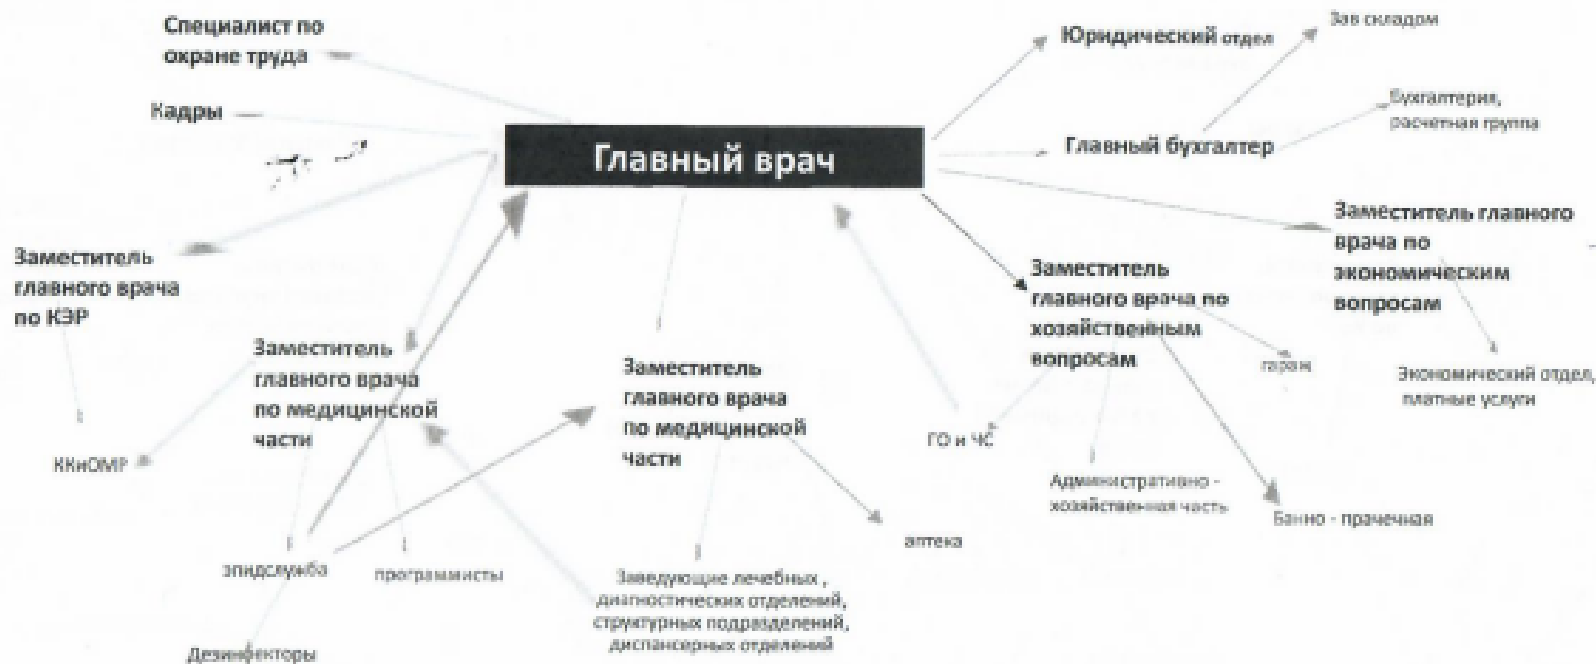 Специалист по
охране труда
Кадры
Главный врач
Юридический отдел
Зав складом
Бухгалтерия,
расчетная группа
Главный бухгалтер
Заместитель главного
врача по
экономическим
вопросам
Заместитель
главного врача
по КЭР
Заместитель
главного врача по
хозяйственным
вопросам
Заместитель
главного врача
по медицинской
части
Заместитель
главного врача
по медицинской
части
гараж
Экономический отдел,
платные услуги
ККиОМР
ГО и ЧС
Административно -
хозяйственная часть
Банно - прачечная
аптека
эпидслужба
программисты
Заведующие лечебных ,
диагностических отделений,
структурных подразделений,
диспансерных отделений
Дезинфекторы